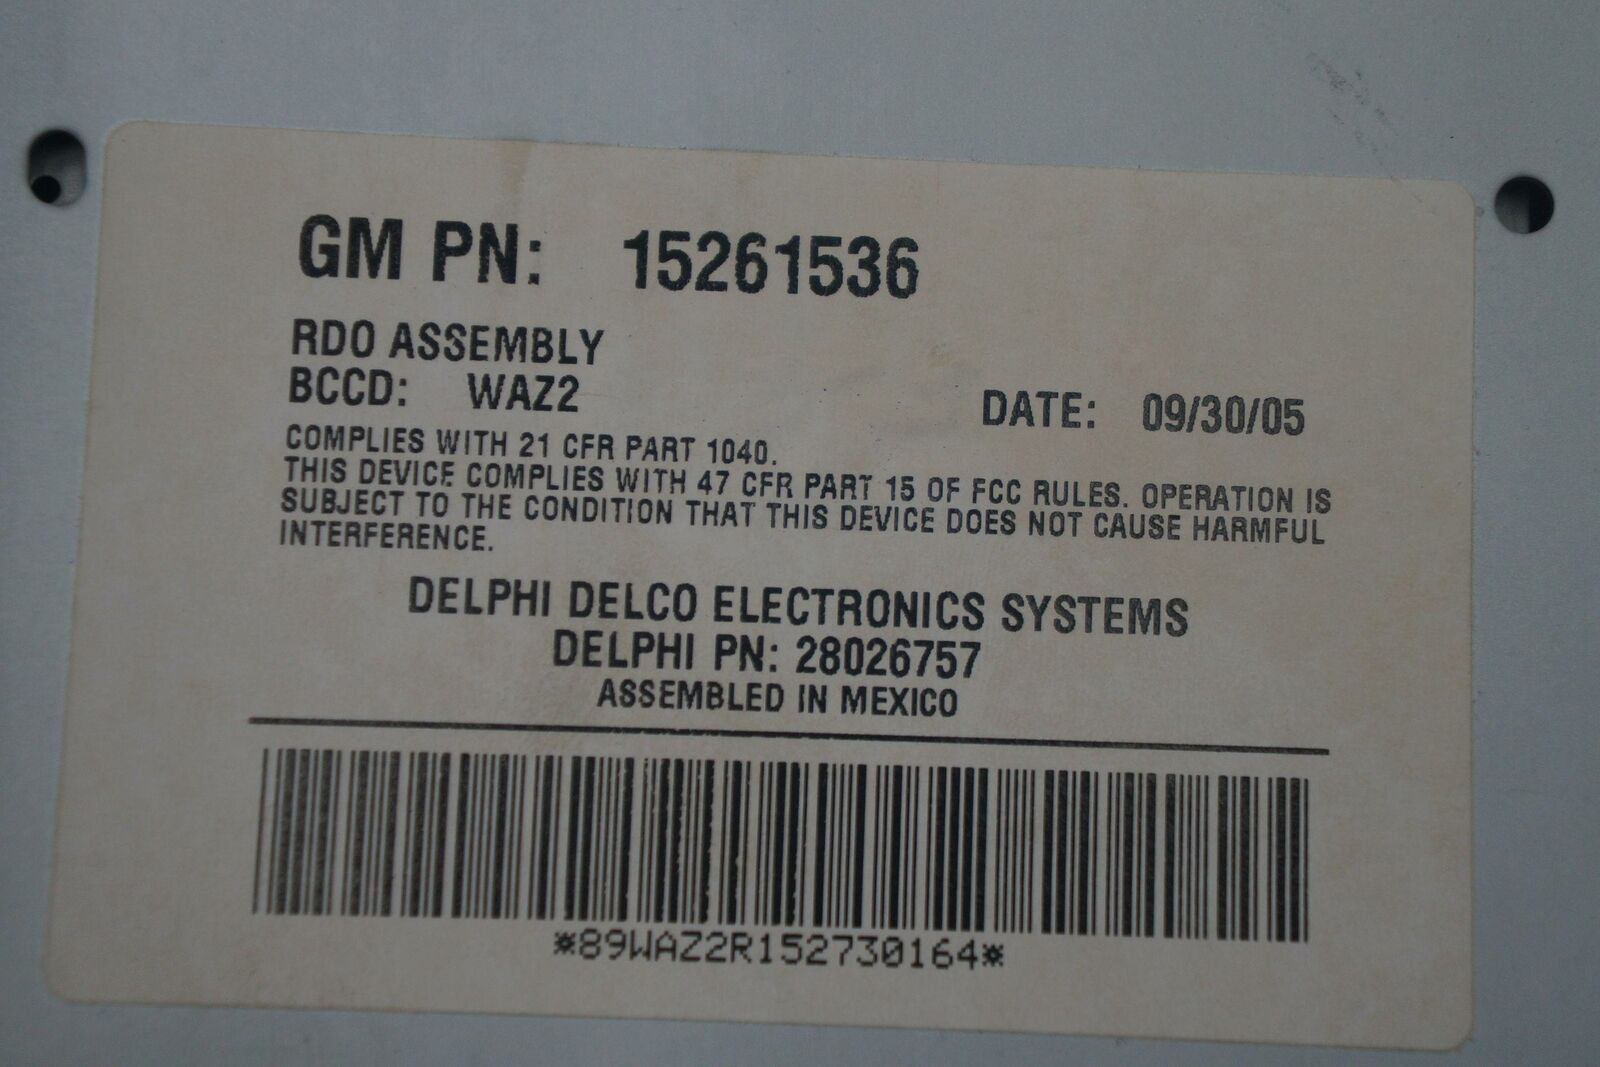 GM PN: 15261536
RDO ASSEMBLY
BCCD: WAZ2
DATE: 09/30/05
COMPLIES WITH 21 CFR PART 1040.
THIS DEVICE COMPLIES WITH 47 CFR PART 15 OF FCC RULES. OPERATION IS
SUBJECT TO THE CONDITION THAT THIS DEVICE DOES NOT CAUSE HARMFUL
INTERFERENCE.
DELPHI DELCO ELECTRONICS SYSTEMS
DELPHI PN: 28026757
ASSEMBLED IN MEXICO
*89WAZ2R152730164*